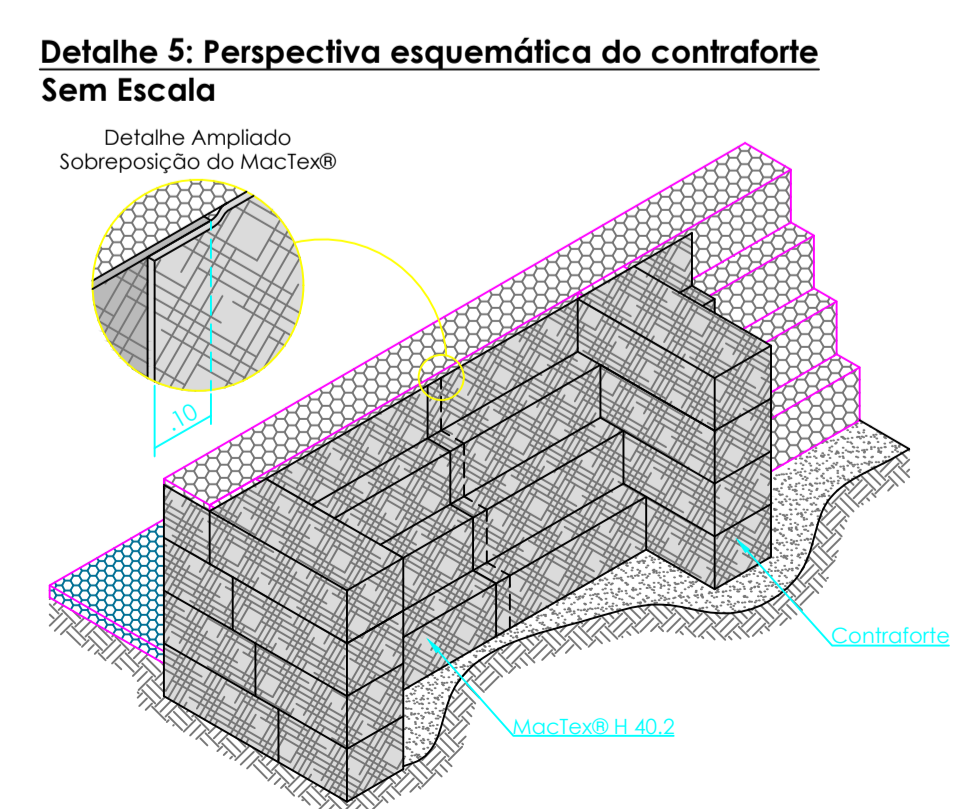 Detalhe 5: Perspectiva esquemática do contraforte
Sem Escala
Detalhe Ampliado
Sobreposição do MacTex®
.10
Contraforte
MacTex® H 40.2